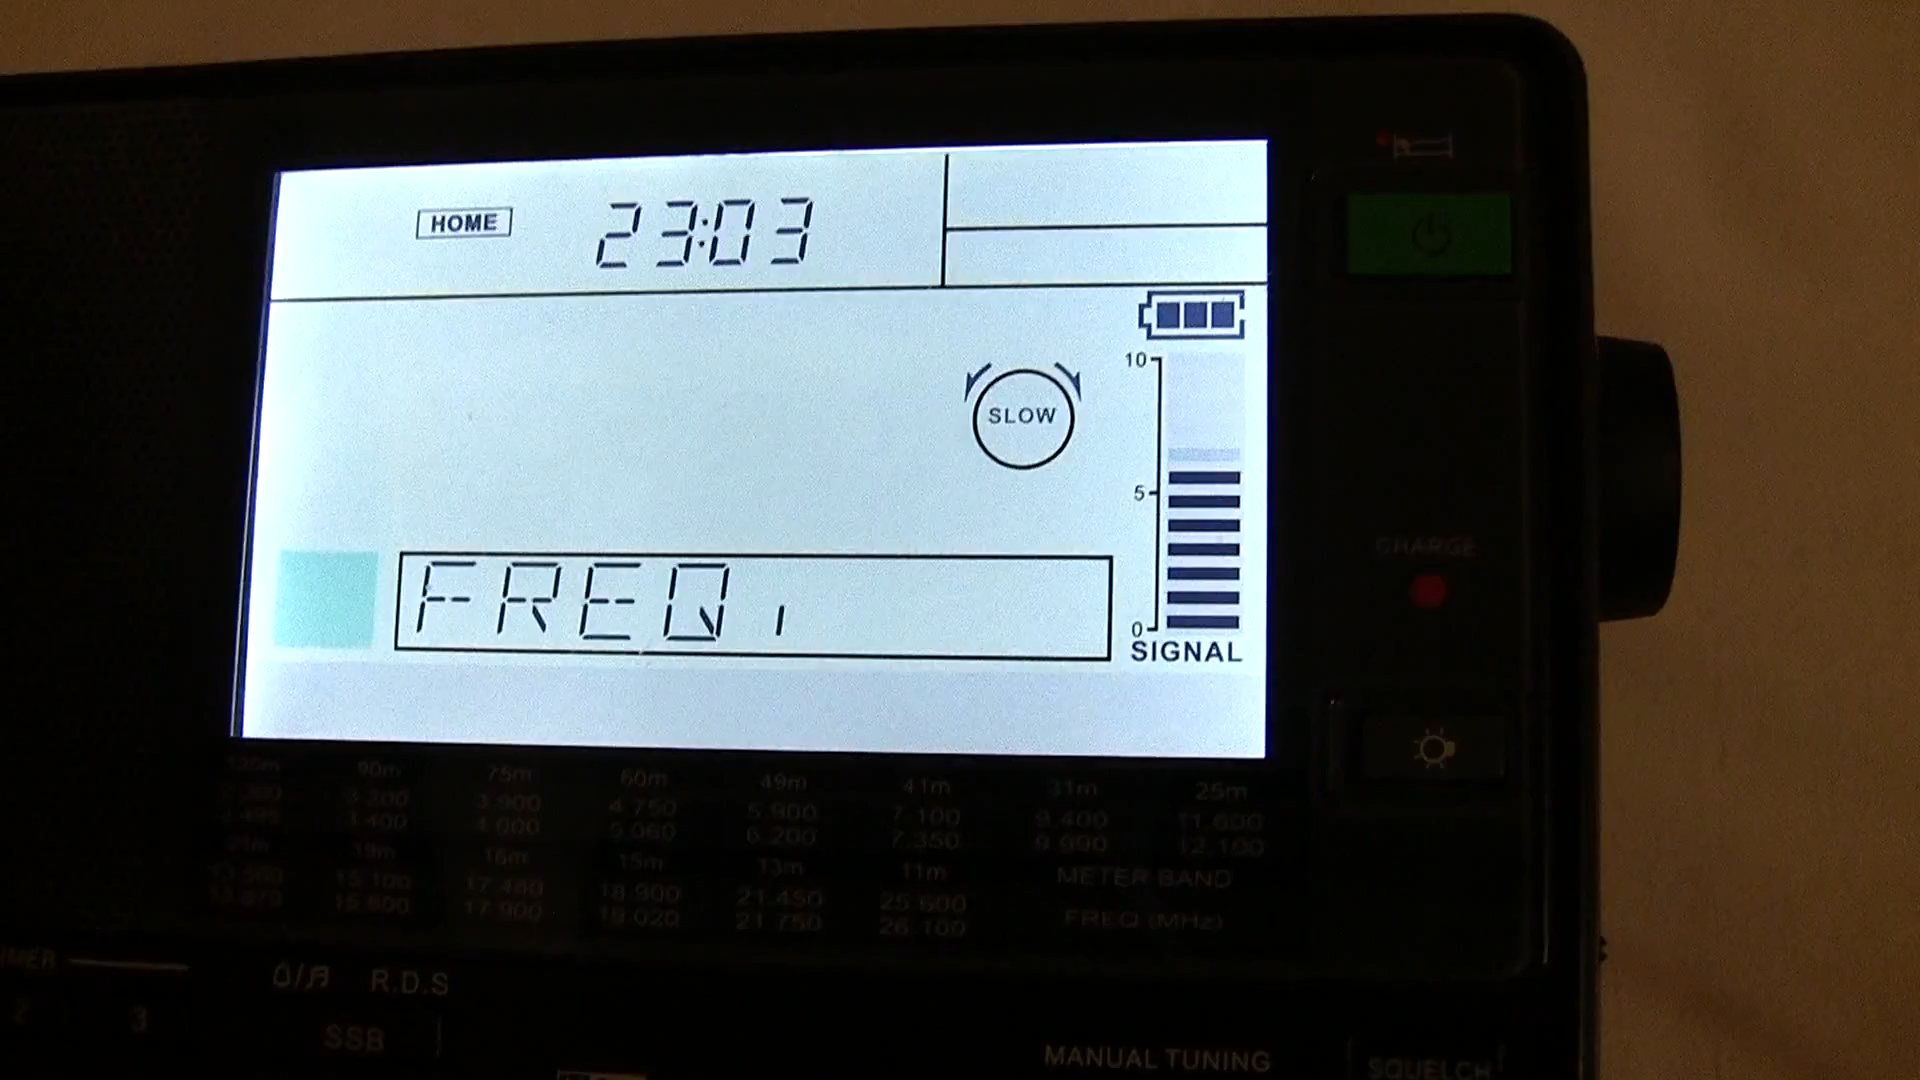 HOME 23:03
10
SLOW
5
FREQ,
0
SIGNAL
CHARGE
90m 75m 60m 49m 41m 31m 25m
3.200 3.900 4.750 5.900 7.100 9.400 11.600
3.400 4.000 5.060 6.200 7.350 9.990 12.100
19m 16m 15m 13m 11m METER BAND
15.100 17.480 18.900 21.450 25.600
15.800 17.900 19.020 21.750 26.100 FREQ.(MHz)
R.D.S
2 3 SSB
MANUAL TUNING SQUELCH